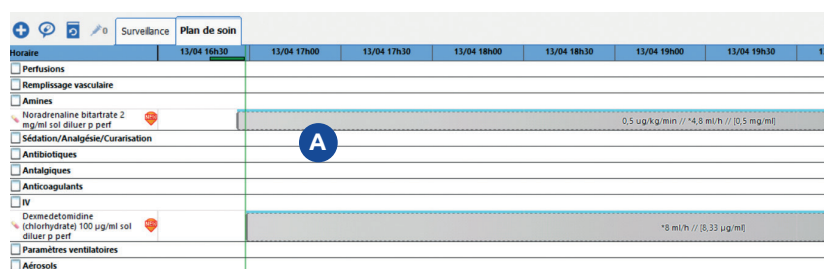 0 Surveillance Plan de soin
Horaire 13/04 16h30 13/04 17h00 13/04 17h30 13/04 18h00 13/04 18h30 13/04 19h00 13/04 19h30 1
Perfusions
Remplissage vasculaire
Amines
Noradrenaline bitartrate 2
mg/ml sol diluer p perf
0,5 ug/kg/min // *4,8 ml/h // [0,5 mg/ml]
A
Sédation/Analgésie/Curarisation
Antibiotiques
Antalgiques
Anticoagulants
IV
Dexmedetomidine
(chlorhydrate) 100 µg/ml sol
diluer p perf
*8 ml/h // [8,33 µg/ml]
Paramètres ventilatoires
Aérosols